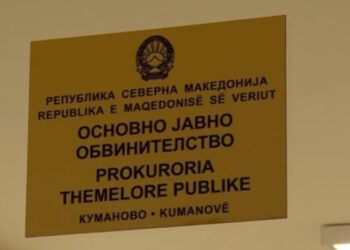 РЕПУБЛИКА СЕВЕРНА МАКЕДОНИЈА
REPUBLIKA E MAQEDONISË SË VERIUT
ОСНОВНО ЈАВНО
ОБВИНИТЕЛСТВО
PROKURORIA
THEMELORE PUBLIKE
КУМАНОВО • KUMANOVË